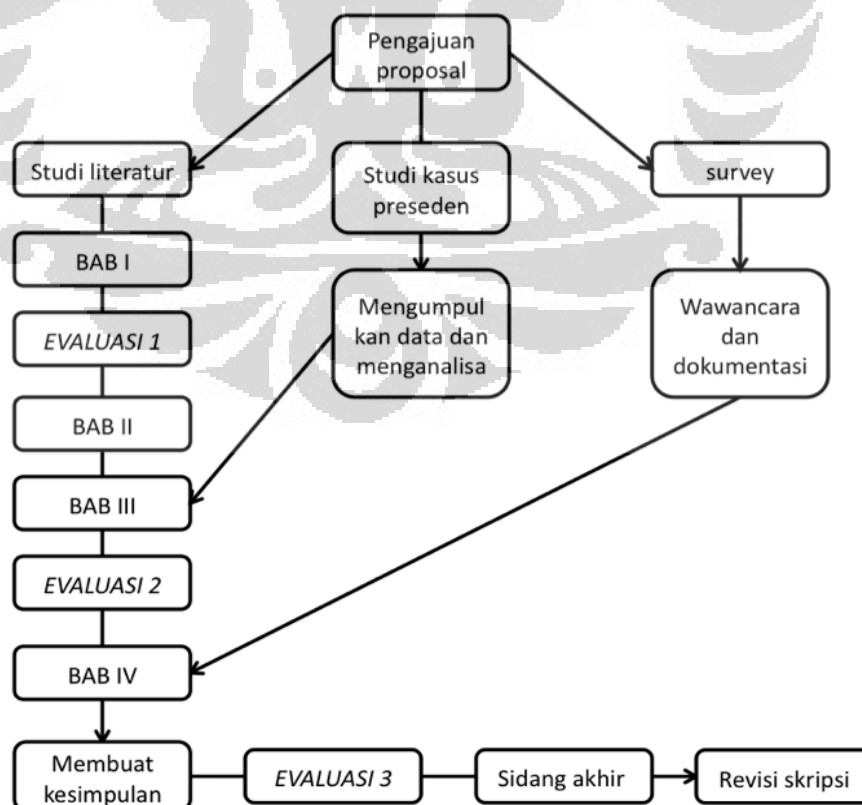 Pengajuan
proposal
Studi literatur
Studi kasus
preseden
survey
BAB I
Mengumpul
kan data dan
menganalisa
Wawancara
dan
dokumentasi
EVALUASI 1
BAB II
BAB III
EVALUASI 2
BAB IV
Membuat
kesimpulan
EVALUASI 3
Sidang akhir
Revisi skripsi